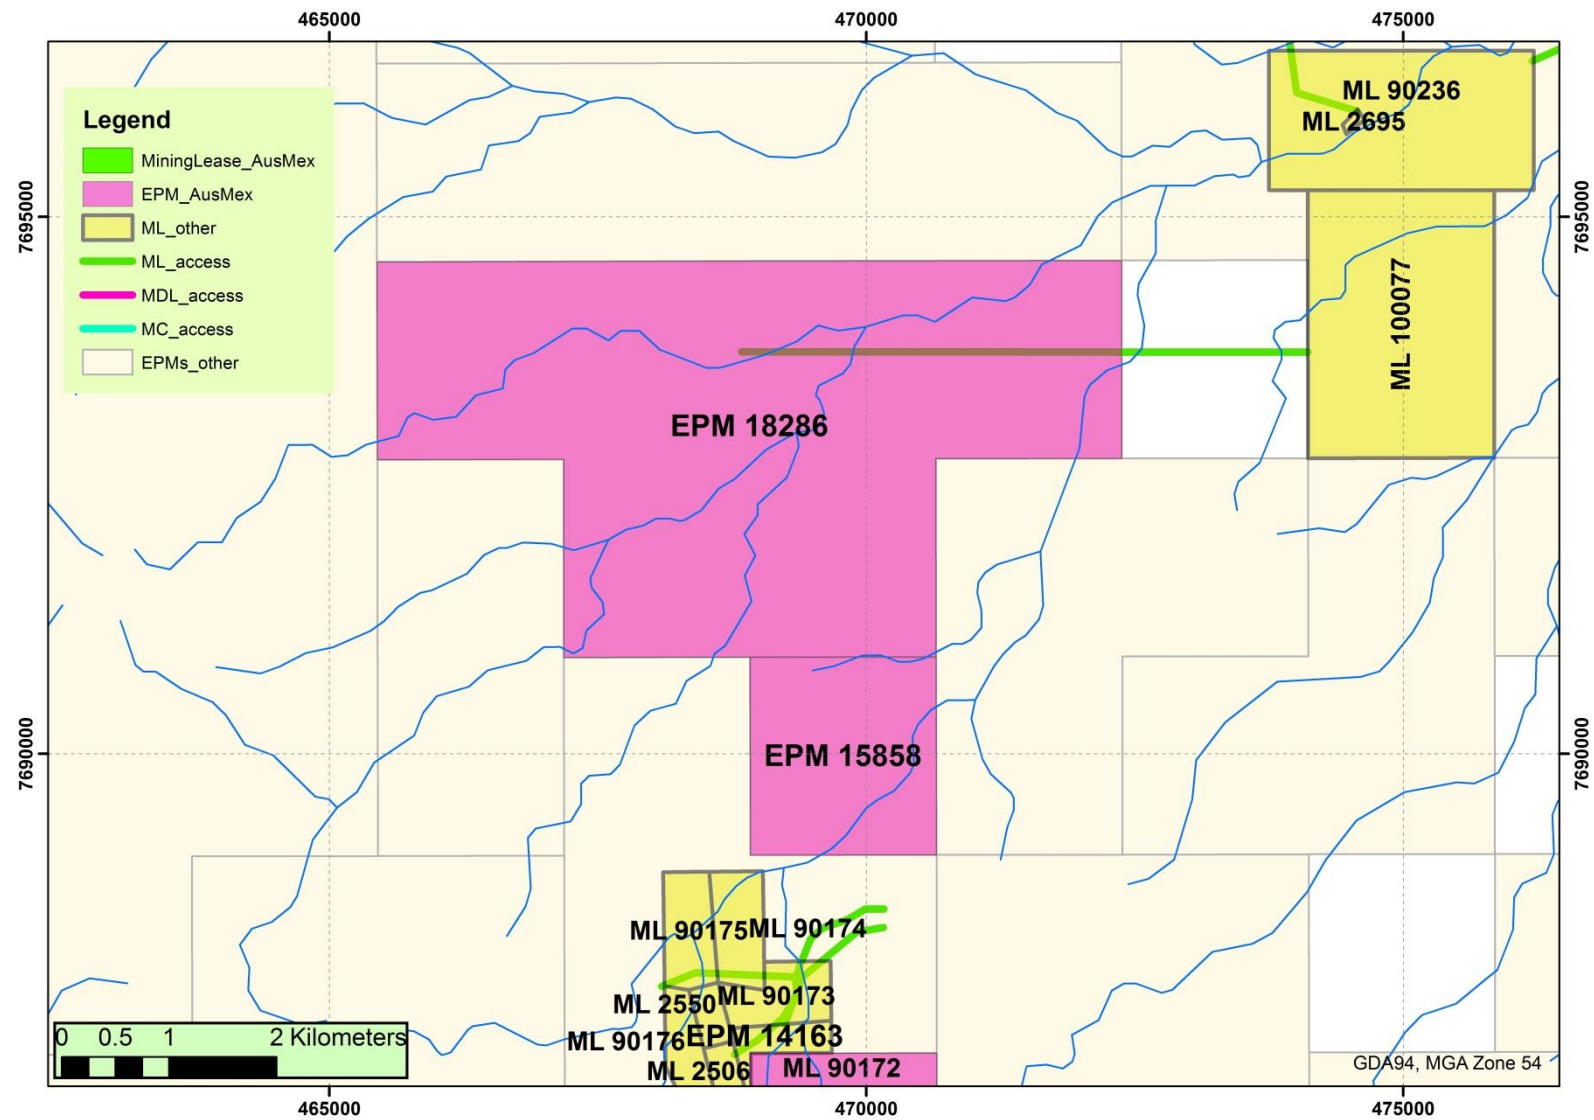 465000 470000 475000
7695000
7690000
7695000
7690000
Legend
MiningLease_AusMex
EPM_AusMex
ML_other
ML_access
MDL_access
MC_access
EPMs_other
ML 90236
ML 2695
ML 100077
EPM 18286
EPM 15858
ML 90175 ML 90174
ML 2550 ML 90173
ML 90176 EPM 14163
ML 2506 ML 90172
0 0.5 1 2 Kilometers
GDA94, MGA Zone 54
465000 470000 475000